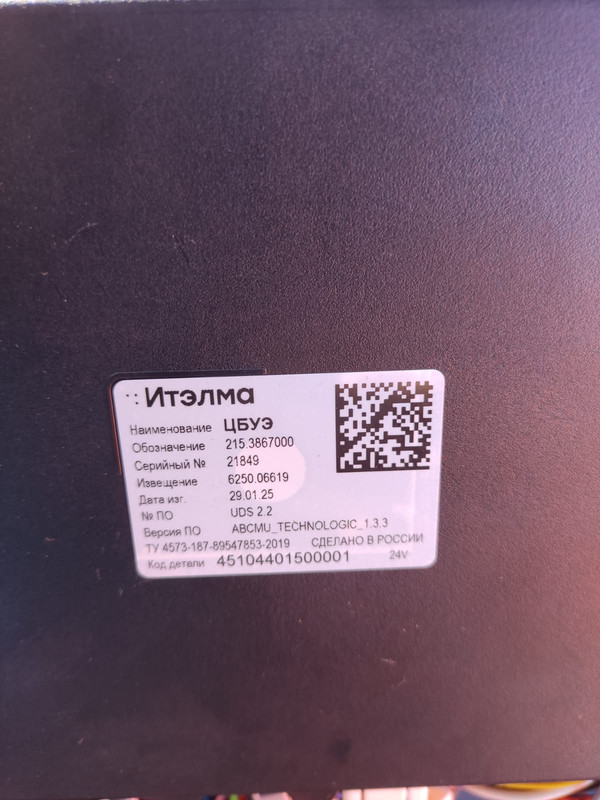 Итэлма
Наименование ЦБУЭ
Обозначение 215.3867000
Серийный № 21849
Извещение 6250.06619
Дата изг. 29.01.25
№ ПО UDS 2.2
Версия ПО ABCMU_TECHNOLOGIC_1.3.3
ТУ 4573-187-89547853-2019 СДЕЛАНО В РОССИИ
Код детали 45104401500001 24V